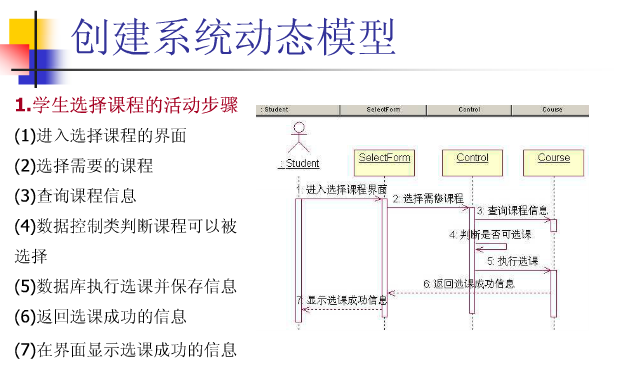 创建系统动态模型
1.学生选择课程的活动步骤
(1)进入选择课程的界面
(2)选择需要的课程
(3)查询课程信息
(4)数据控制类判断课程可以被
选择
(5)数据库执行选课并保存信息
(6)返回选课成功的信息
(7)在界面显示选课成功的信息
: Student
SelectForm
Control
Course
: Student
SelectForm
Control
Course
1: 进入选择课程界面
2: 选择需修课程
3: 查询课程信息
4: 判断是否可选课
5: 执行选课
6: 返回选课成功信息
7: 显示选课成功信息